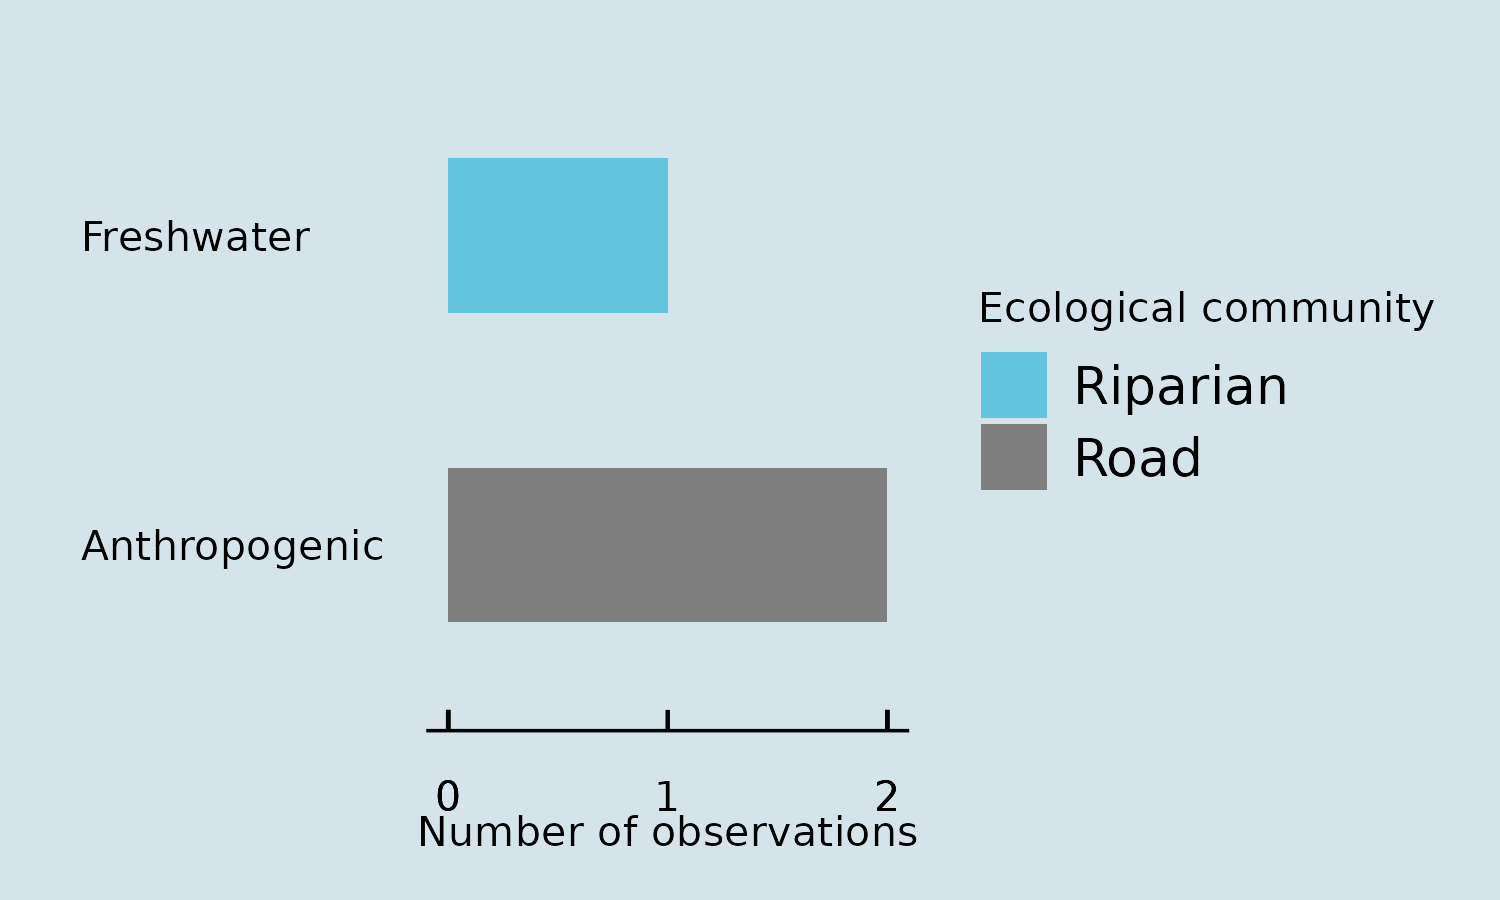 Freshwater
Anthropogenic
Ecological community
Riparian
Road
0 1 2
Number of observations